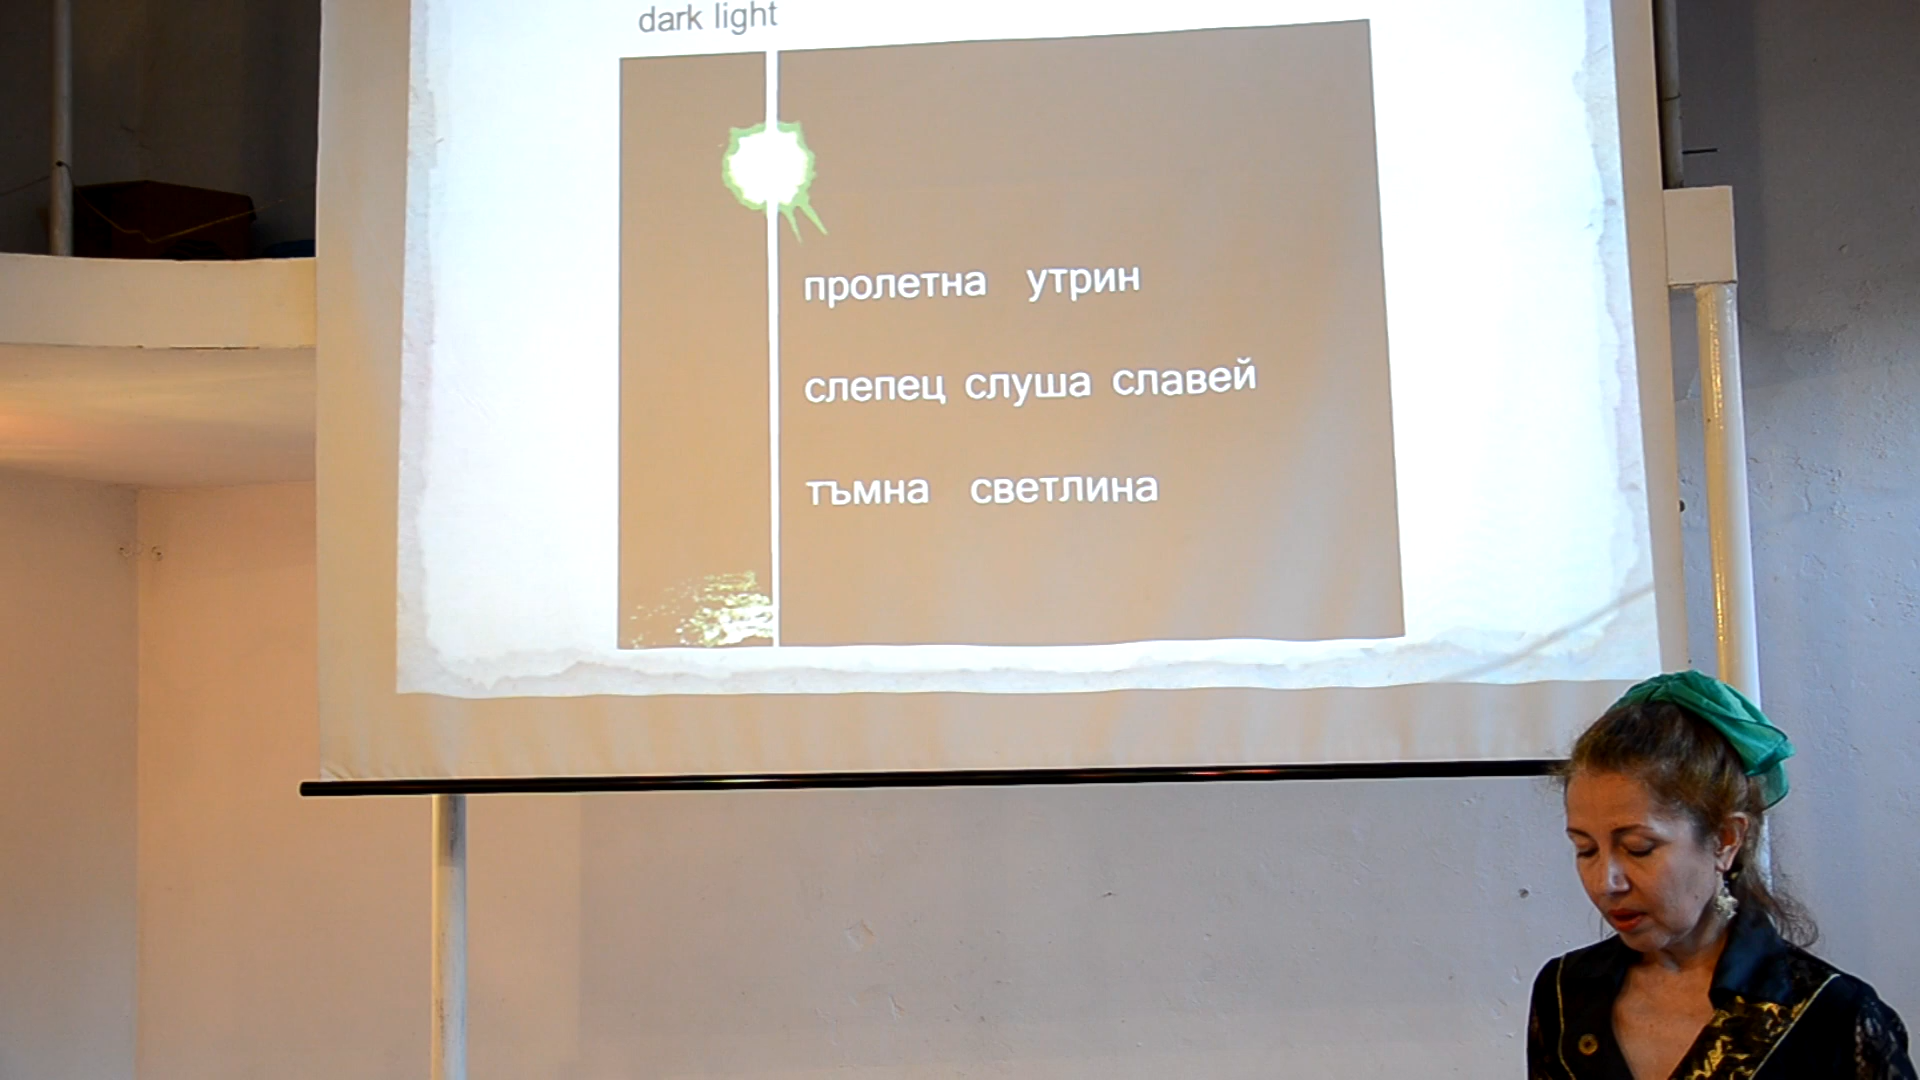 dark light
пролетна утрин
слепец слуша славей
тъмна светлина